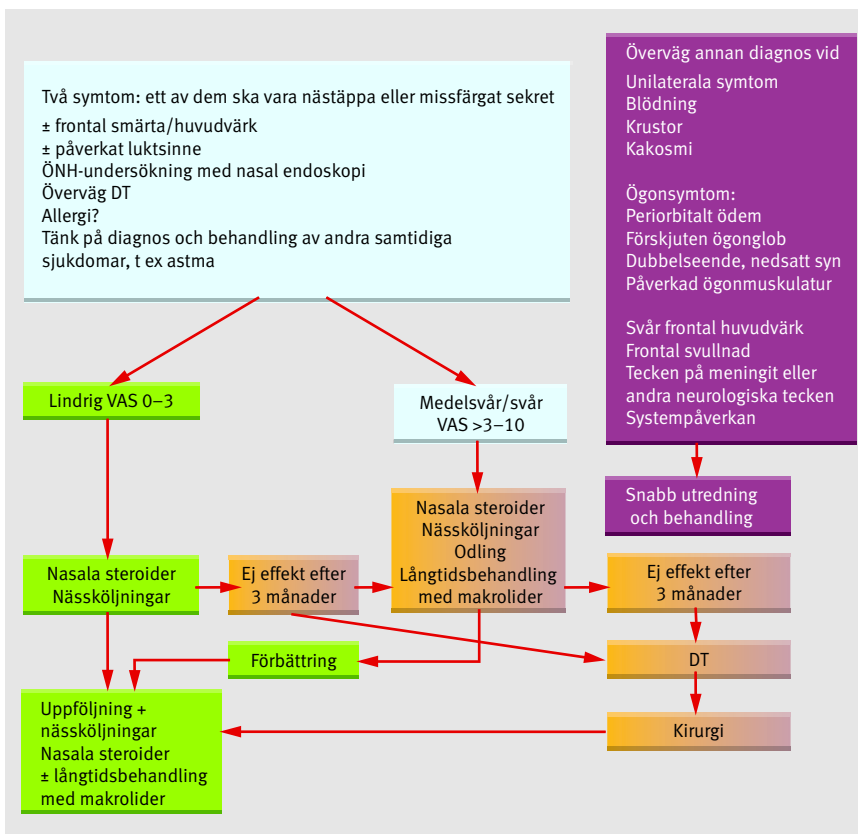 Två symtom: ett av dem ska vara nästäppa eller missfärgat sekret
± frontal smärta/huvudvärk
± påverkat luktsinne
ÖNH-undersökning med nasal endoskopi
Överväg DT
Allergi?
Tänk på diagnos och behandling av andra samtidiga
sjukdomar, t ex astma
Överväg annan diagnos vid
Unilaterala symtom
Blödning
Krustor
Kakosmi
Ögonsymtom:
Periorbitalt ödem
Förskjuten ögonglob
Dubbelseende, nedsatt syn
Påverkad ögonmuskulatur
Svår frontal huvudvärk
Frontal svullnad
Tecken på meningit eller
andra neurologiska tecken
Systempåverkan
Lindrig VAS 0–3
Medelsvår/svår
VAS >3–10
Snabb utredning
och behandling
Nasala steroider
Nässköljningar
Ej effekt efter
3 månader
Nasala steroider
Nässköljningar
Odling
Långtidsbehandling
med makrolider
Ej effekt efter
3 månader
Förbättring
DT
Uppföljning +
nässköljningar
Nasala steroider
± långtidsbehandling
med makrolider
Kirurgi